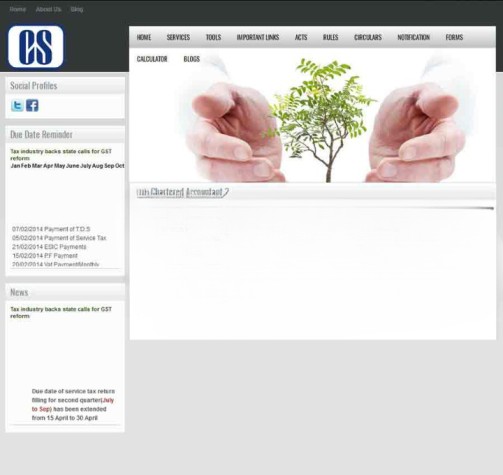 Home About Us Blog
CS
HOME SERVICES TOOLS IMPORTANT LINKS ACTS RULES CIRCULARS NOTIFICATION FORMS
CALCULATOR BLOGS
Social Profiles
Due Date Reminder
Tax industry backs state calls for GST
reform
Jan Feb Mar Apr May June July Aug Sep Oct
07/02/2014 Payment of T.D.S
05/02/2014 Payment of Service Tax
21/02/2014 ESIC Payments
15/02/2014 P.F Payment
20/02/2014 Vat Payment/Monthly
Chartered Accountant
News
Tax industry backs state calls for GST
reform
Due date of service tax return
filling for second quarter(July
to Sep) has been extended
from 15 April to 30 April